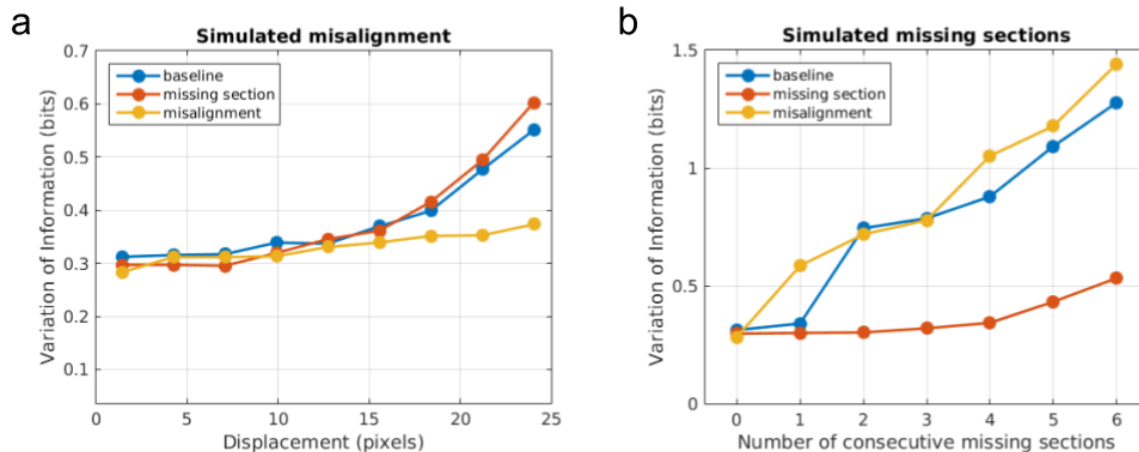 a
Simulated misalignment
Variation of Information (bits)
0.7
0.6
0.5
0.4
0.3
0.2
0.1
baseline
missing section
misalignment
0 5 10 15 20 25
Displacement (pixels)
b
Simulated missing sections
Variation of Information (bits)
1.5
1
0.5
0
baseline
missing section
misalignment
0 1 2 3 4 5 6
Number of consecutive missing sections